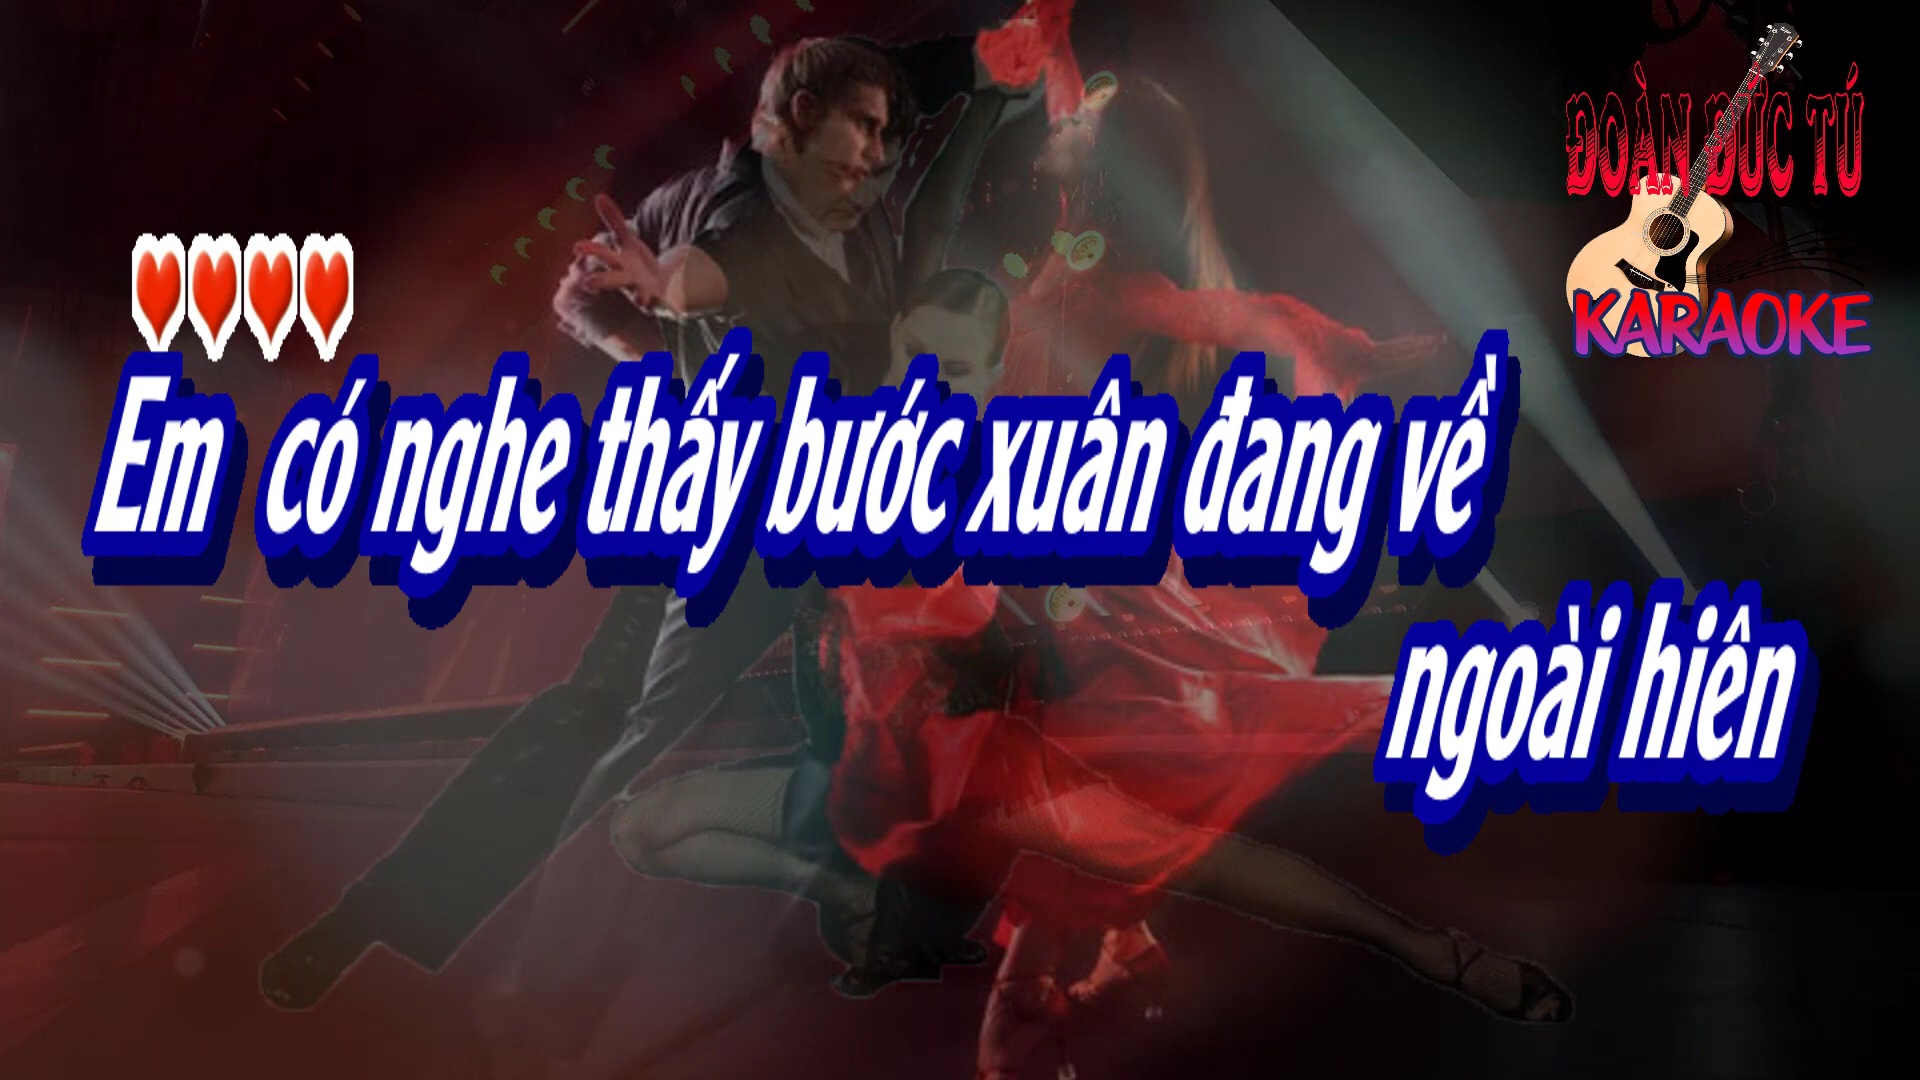 ĐOÀN ĐỨC TÚ
KARAOKE
Em có nghe thấy bước xuân đang về
ngoài hiên